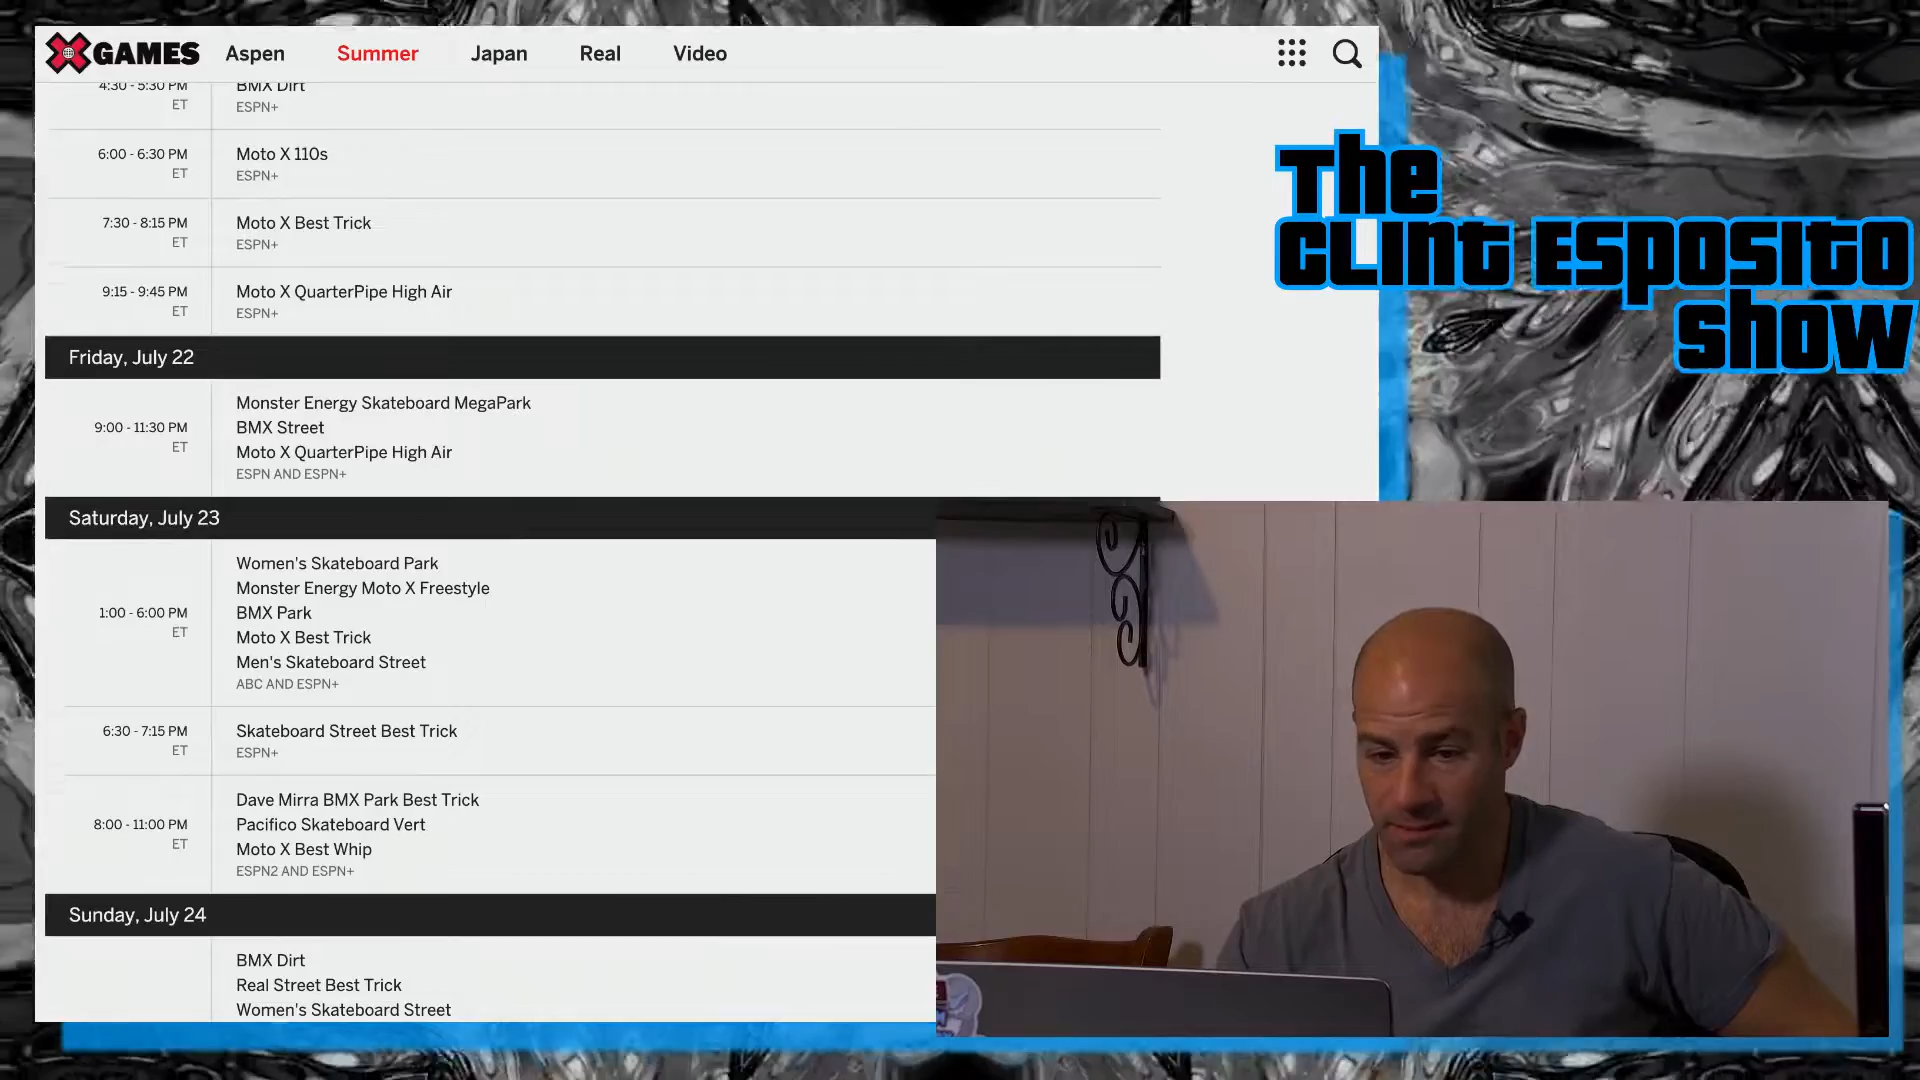 X GAMES Aspen Summer Japan Real Video
4:30 - 5:30 PM
ET
BMX Dirt
ESPN+
6:00 - 6:30 PM
ET
Moto X 110s
ESPN+
7:30 - 8:15 PM
ET
Moto X Best Trick
ESPN+
9:15 - 9:45 PM
ET
Moto X QuarterPipe High Air
ESPN+
Friday, July 22
9:00 - 11:30 PM
ET
Monster Energy Skateboard MegaPark
BMX Street
Moto X QuarterPipe High Air
ESPN AND ESPN+
Saturday, July 23
1:00 - 6:00 PM
ET
Women's Skateboard Park
Monster Energy Moto X Freestyle
BMX Park
Moto X Best Trick
Men's Skateboard Street
ABC AND ESPN+
6:30 - 7:15 PM
ET
Skateboard Street Best Trick
ESPN+
8:00 - 11:00 PM
ET
Dave Mirra BMX Park Best Trick
Pacifico Skateboard Vert
Moto X Best Whip
ESPN2 AND ESPN+
Sunday, July 24
BMX Dirt
Real Street Best Trick
Women's Skateboard Street
The
CLint Esposito
show